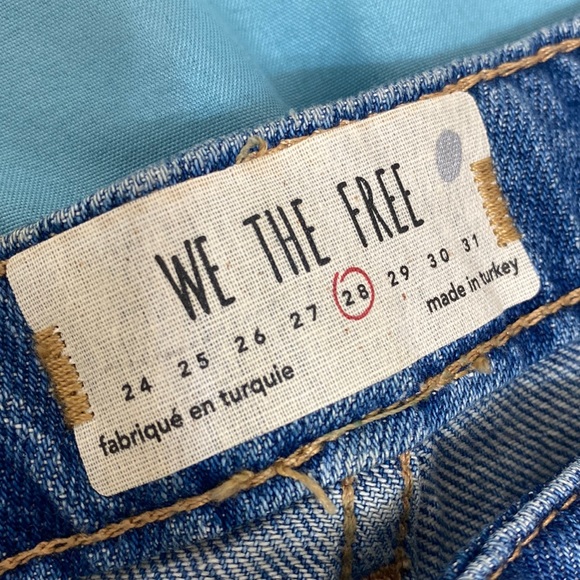 WE THE FREE
24 25 26 27 28 29 30 31
fabriqué en turquie made in turkey